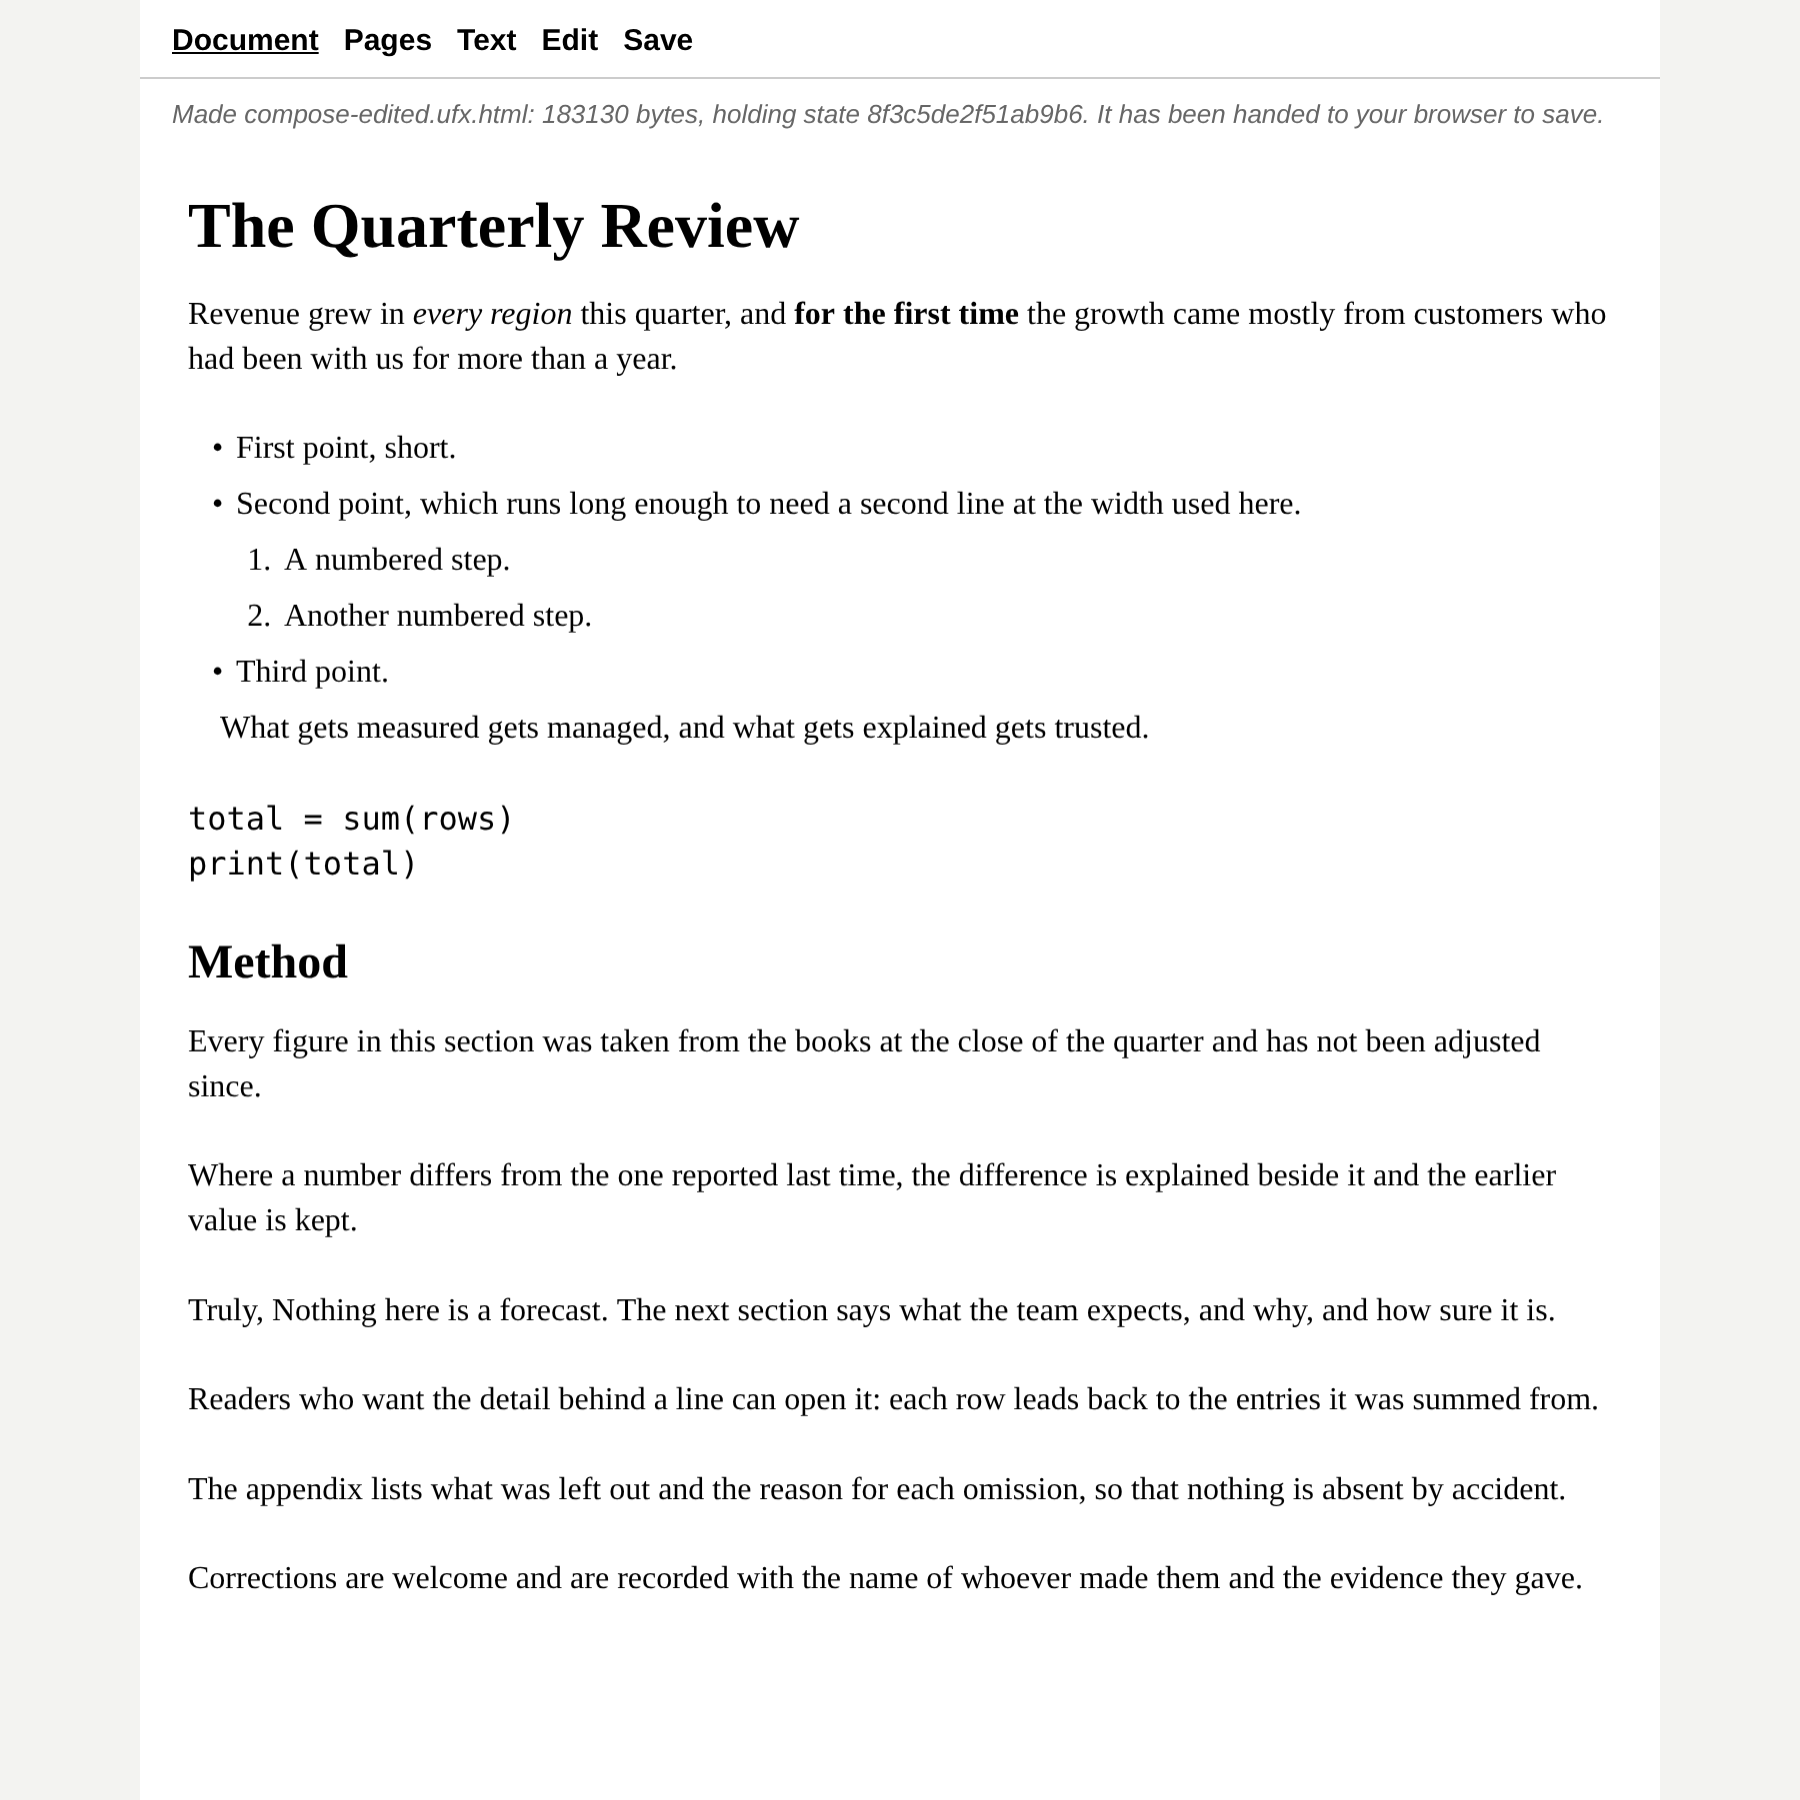 Document Pages Text Edit Save
Made compose-edited.ufx.html: 183130 bytes, holding state 8f3c5de2f51ab9b6. It has been handed to your browser to save.
The Quarterly Review
Revenue grew in every region this quarter, and for the first time the growth came mostly from customers who
had been with us for more than a year.
• First point, short.
• Second point, which runs long enough to need a second line at the width used here.
1. A numbered step.
2. Another numbered step.
• Third point.
What gets measured gets managed, and what gets explained gets trusted.
total = sum(rows)
print(total)
Method
Every figure in this section was taken from the books at the close of the quarter and has not been adjusted
since.
Where a number differs from the one reported last time, the difference is explained beside it and the earlier
value is kept.
Truly, Nothing here is a forecast. The next section says what the team expects, and why, and how sure it is.
Readers who want the detail behind a line can open it: each row leads back to the entries it was summed from.
The appendix lists what was left out and the reason for each omission, so that nothing is absent by accident.
Corrections are welcome and are recorded with the name of whoever made them and the evidence they gave.